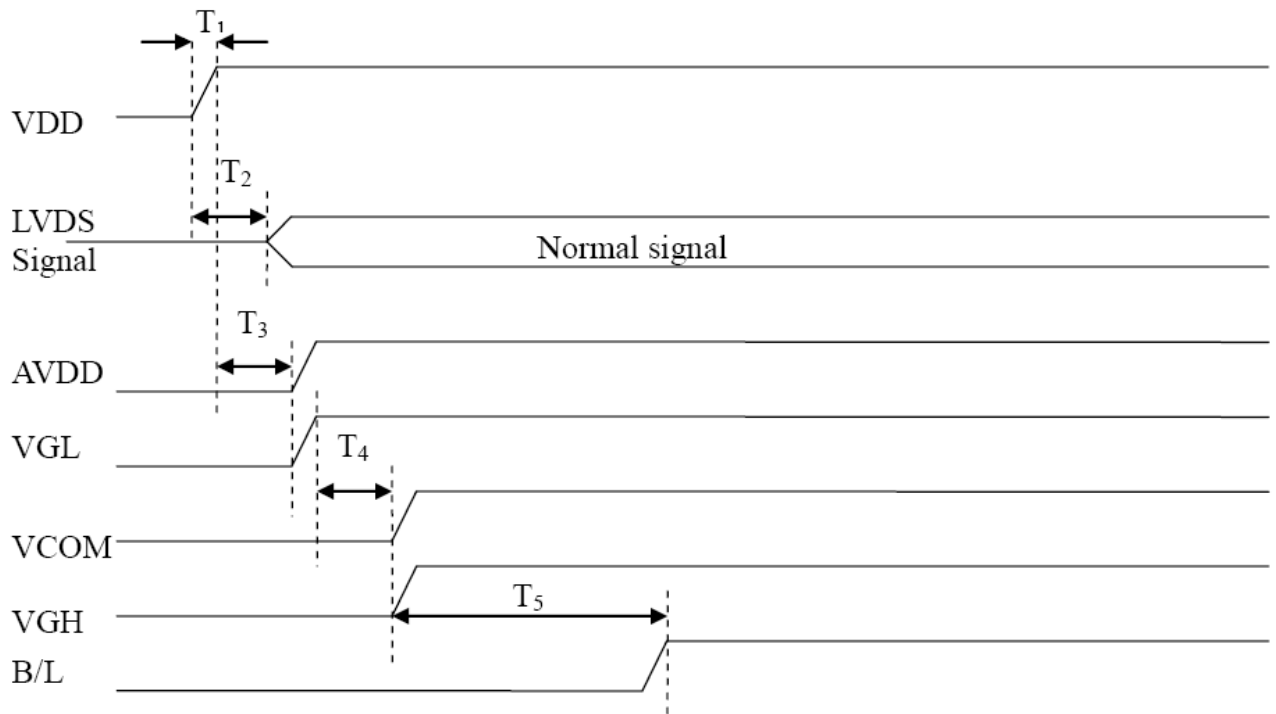 T₁
VDD
T₂
LVDS
Signal
Normal signal
T₃
AVDD
VGL
T₄
VCOM
VGH
T₅
B/L